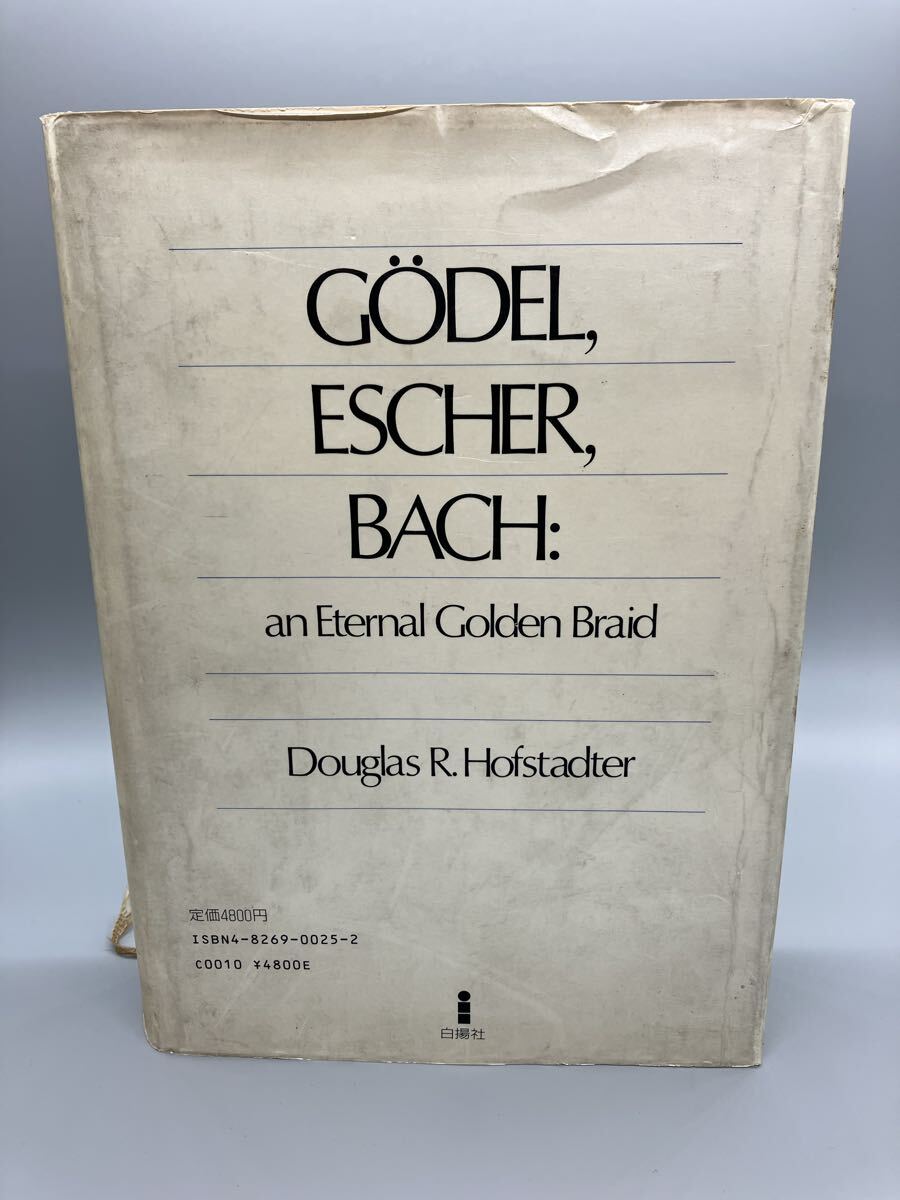 GÖDEL,
ESCHER,
BACH:
an Eternal Golden Braid
Douglas R. Hofstadter
定価4800円
ISBN4-8269-0025-2
C0010 ¥4800E
白揚社